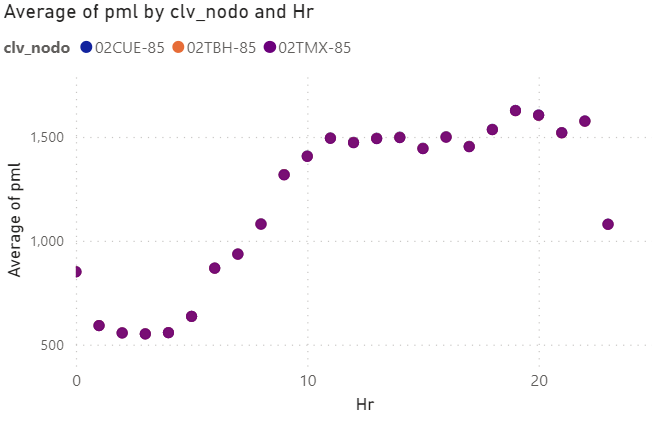 Average of pml by clv_nodo and Hr
clv_nodo 02CUE-85 02TBH-85 02TMX-85
Average of pml
1,500
1,000
500
0 10 20
Hr